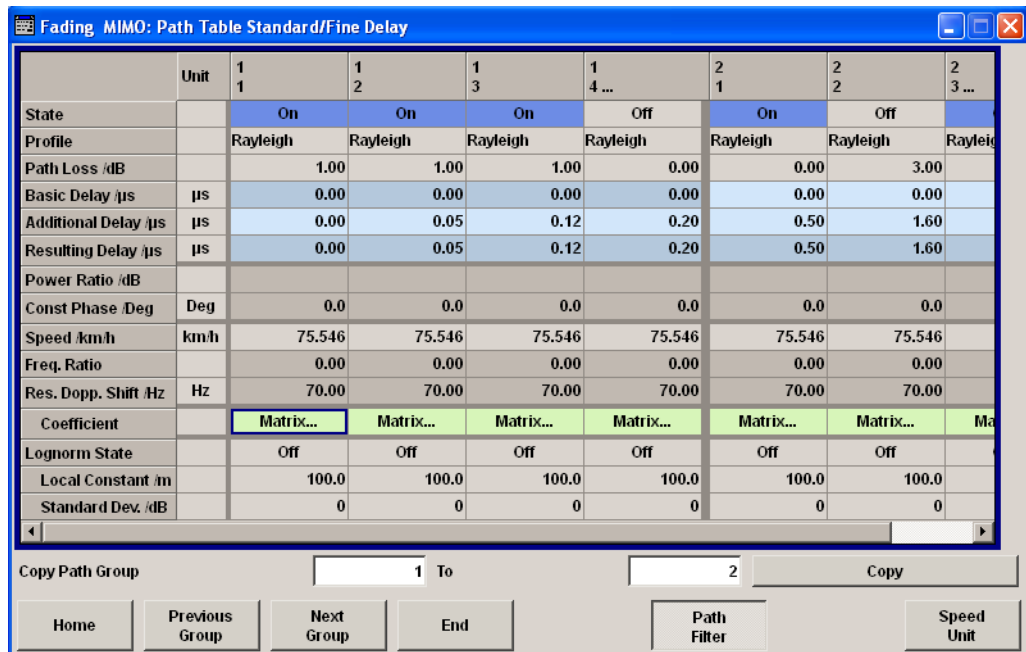 Fading MIMO: Path Table Standard/Fine Delay
Unit 1 1 1 1 2 2 2
1 2 3 4 ... 1 2 3 ...
State On On On Off On Off
Profile Rayleigh Rayleigh Rayleigh Rayleigh Rayleigh Rayleigh Rayleig
Path Loss /dB 1.00 1.00 1.00 0.00 0.00 3.00
Basic Delay /µs µs 0.00 0.00 0.00 0.00 0.00 0.00
Additional Delay /µs µs 0.00 0.05 0.12 0.20 0.50 1.60
Resulting Delay /µs µs 0.00 0.05 0.12 0.20 0.50 1.60
Power Ratio /dB
Const Phase /Deg Deg 0.0 0.0 0.0 0.0 0.0 0.0
Speed /km/h km/h 75.546 75.546 75.546 75.546 75.546 75.546
Freq. Ratio 0.00 0.00 0.00 0.00 0.00 0.00
Res. Dopp. Shift /Hz Hz 70.00 70.00 70.00 70.00 70.00 70.00
Coefficient Matrix... Matrix... Matrix... Matrix... Matrix... Matrix... Ma
Lognorm State Off Off Off Off Off Off
Local Constant /m 100.0 100.0 100.0 100.0 100.0 100.0
Standard Dev. /dB 0 0 0 0 0 0
Copy Path Group 1 To 2 Copy
Home Previous Group Next Group End Path Filter Speed Unit